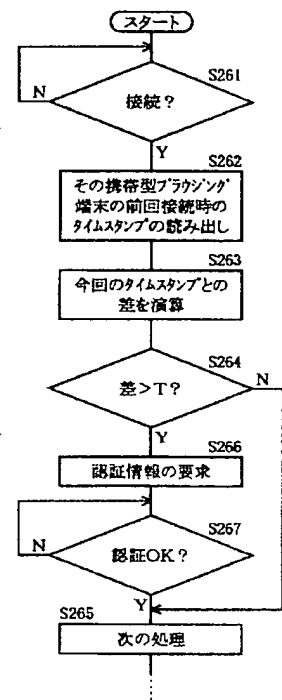 スタート
S261
接続？
N
Y
S262
その携帯型ブラウジング
端末の前回接続時の
タイムスタンプの読み出し
S263
今回のタイムスタンプとの
差を演算
S264
差＞T？
N
Y
S266
認証情報の要求
S267
認証OK？
N
Y
S265
次の処理